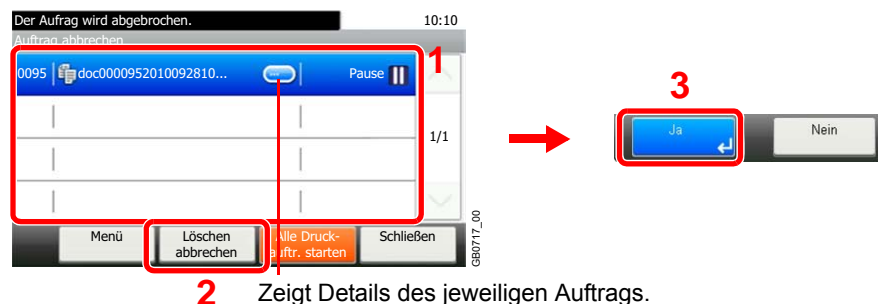 Der Aufrag wird abgebrochen. 10:10
Auftrag abbrechen
1
0095 doc0000952010092810... Pause
1/1
Menü Löschen abbrechen Alle Druck-auftr. starten Schließen
GB0717_00
2 Zeigt Details des jeweiligen Auftrags.
3
Ja Nein